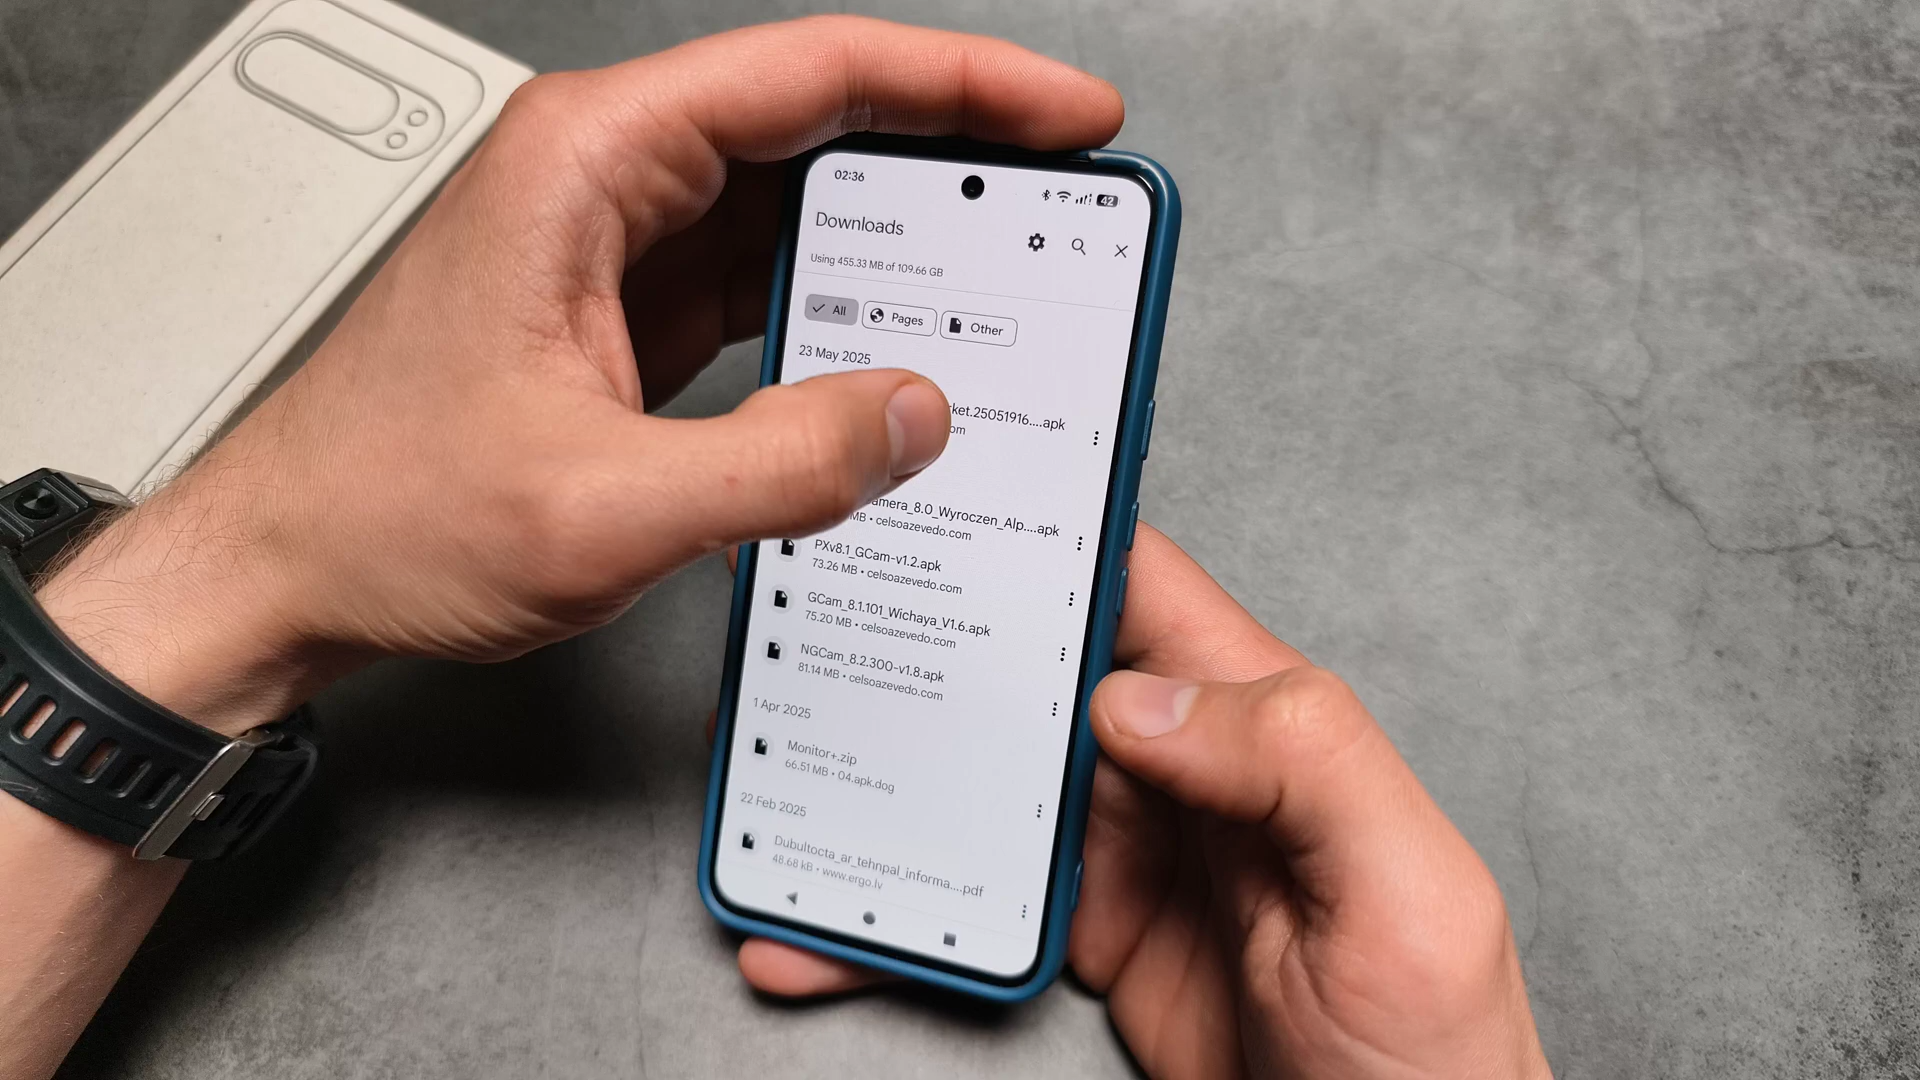 02:36
42
Downloads
Using 455.33 MB of 109.66 GB
All
Pages
Other
23 May 2025
ket.25051916....apk
om
amera_8.0_Wyroczen_Alp....apk
MB • celsoazevedo.com
PXv8.1_GCam-v1.2.apk
73.26 MB • celsoazevedo.com
GCam_8.1.101_Wichaya_V1.6.apk
75.20 MB • celsoazevedo.com
NGCam_8.2.300-v1.8.apk
81.14 MB • celsoazevedo.com
1 Apr 2025
Monitor+.zip
66.51 MB • 04.apk.dog
22 Feb 2025
Dubultocta_ar_tehnpal_informa....pdf
48.68 kB • www.ergo.lv